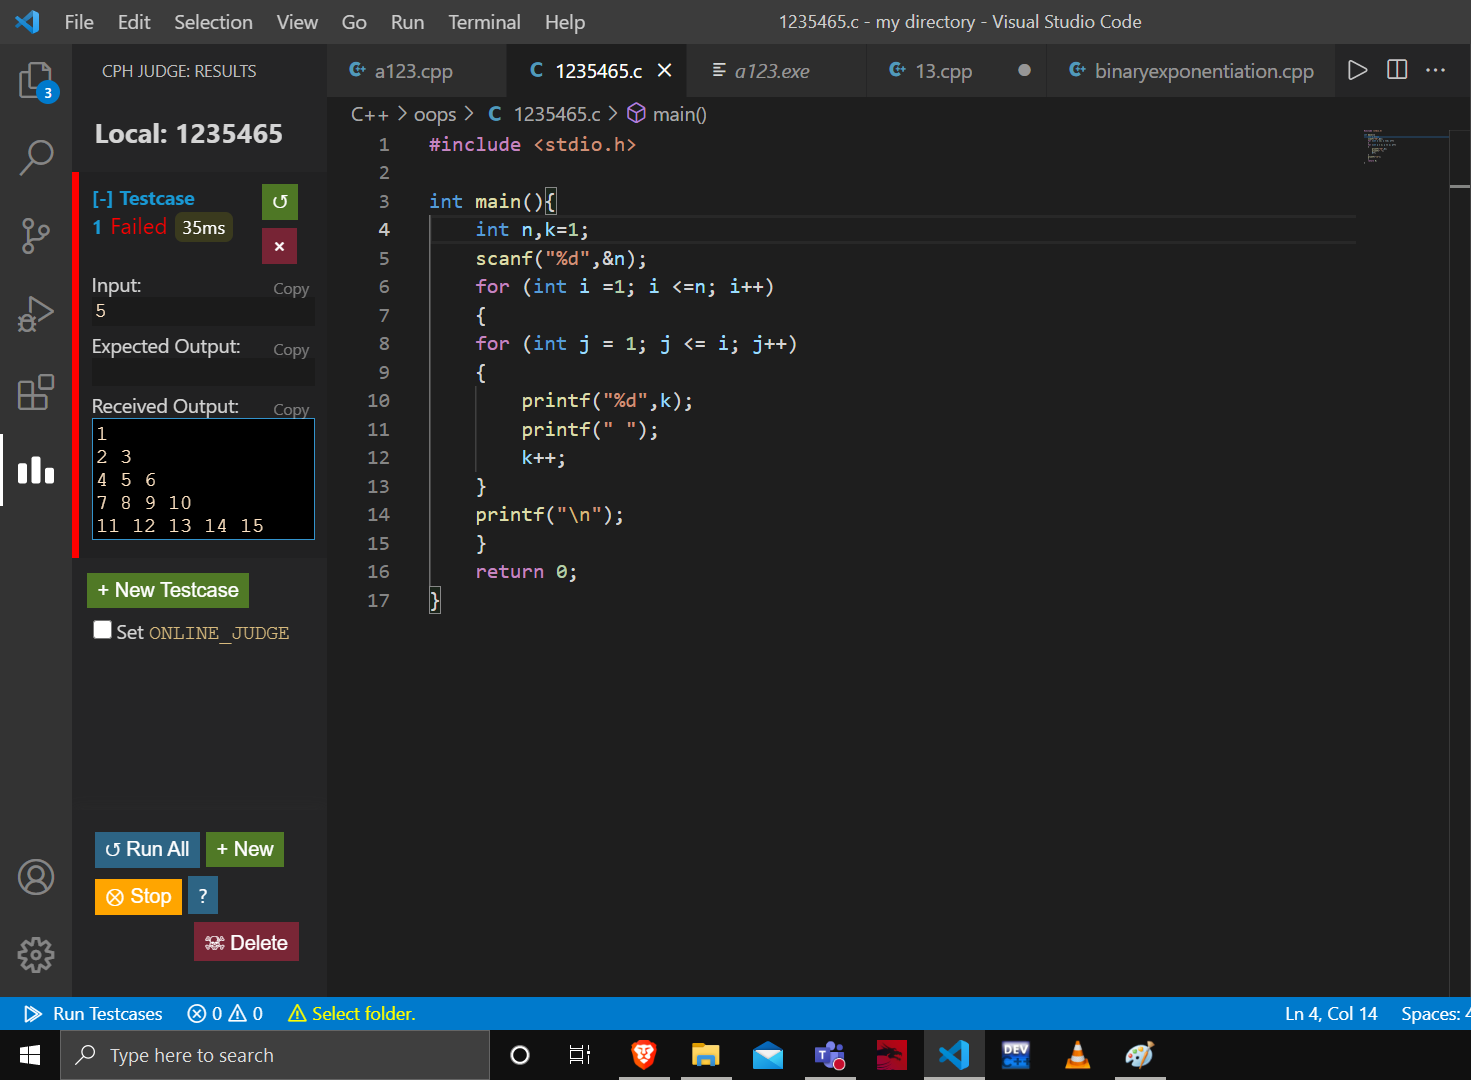 File Edit Selection View Go Run Terminal Help
1235465.c - my directory - Visual Studio Code
3
CPH JUDGE: RESULTS
Local: 1235465
[-] Testcase
1 Failed 35ms
Input:
Copy
5
Expected Output:
Copy
Received Output:
Copy
1
2 3
4 5 6
7 8 9 10
11 12 13 14 15
+ New Testcase
Set ONLINE_JUDGE
Run All
+ New
Stop
?
Delete
a123.cpp
C 1235465.c
a123.exe
13.cpp
binaryexponentiation.cpp
C++ > oops > C 1235465.c > main()
1 #include <stdio.h>
2
3 int main(){
4 int n,k=1;
5 scanf("%d",&n);
6 for (int i =1; i <=n; i++)
7 {
8 for (int j = 1; j <= i; j++)
9 {
10 printf("%d",k);
11 printf(" ");
12 k++;
13 }
14 printf("\n");
15 }
16 return 0;
17 }
Run Testcases 0 0 Select folder.
Ln 4, Col 14 Spaces: 4
Type here to search
DEV C++